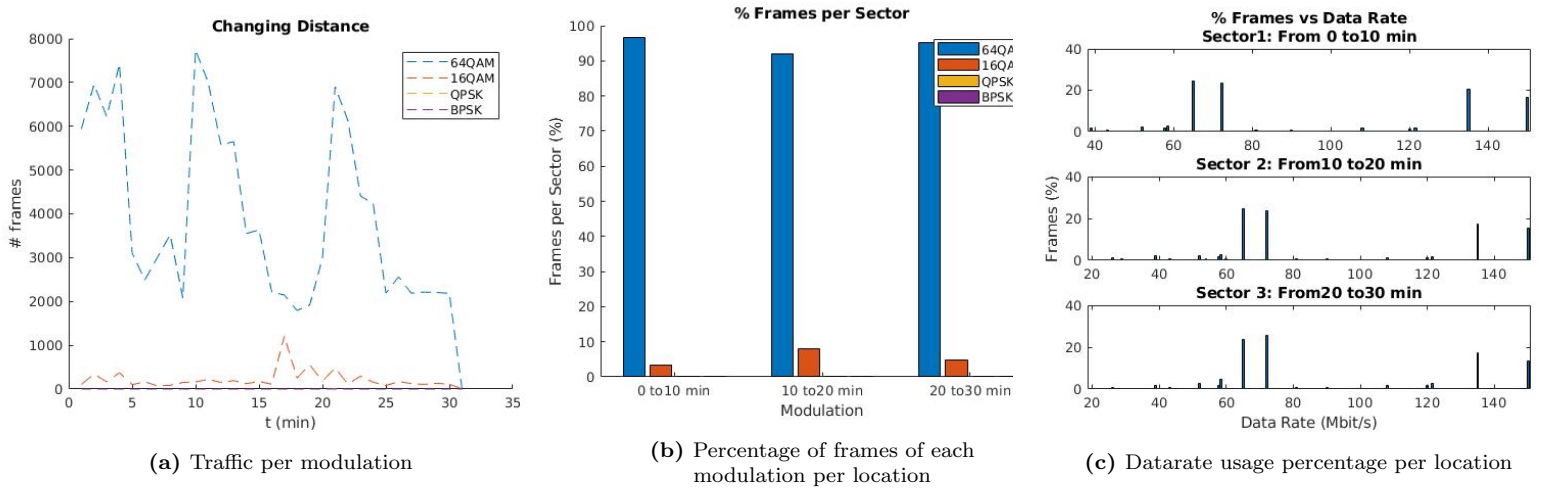 Changing Distance
8000
7000
6000
5000
4000
3000
2000
1000
0
# frames
0 5 10 15 20 25 30 35
t (min)
64QAM
16QAM
QPSK
BPSK
(a) Traffic per modulation
% Frames per Sector
100
90
80
70
60
50
40
30
20
10
0
Frames per Sector (%)
0 to10 min 10 to20 min 20 to30 min
Modulation
64QA
16QA
QPSK
BPSK
(b) Percentage of frames of each
modulation per location
% Frames vs Data Rate
Sector1: From 0 to10 min
40
20
0
40 60 80 100 120 140
Sector 2: From10 to20 min
40
20
0
20 40 60 80 100 120 140
Frames (%)
Sector 3: From20 to30 min
40
20
0
20 40 60 80 100 120 140
Data Rate (Mbit/s)
(c) Datarate usage percentage per location